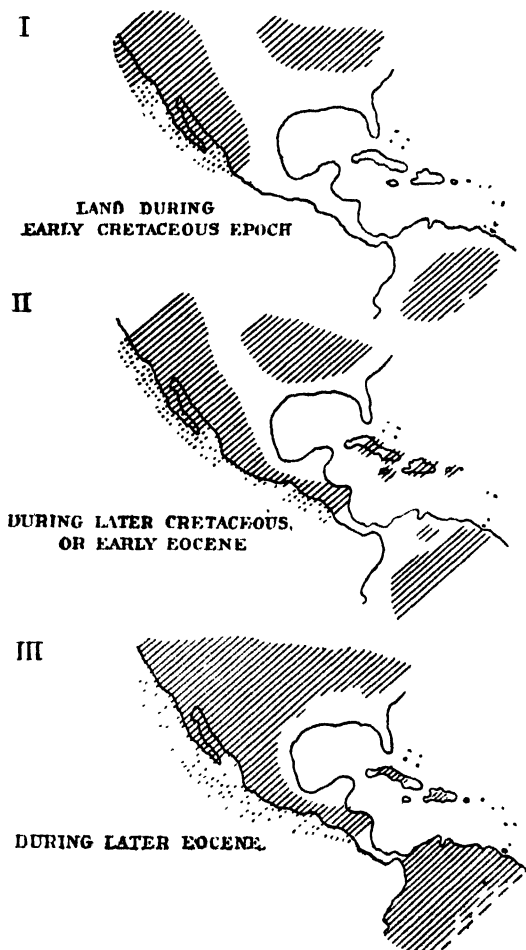 I
LAND DURING
EARLY CRETACEOUS EPOCH
II
DURING LATER CRETACEOUS,
OR EARLY EOCENE
III
DURING LATER EOCENE.